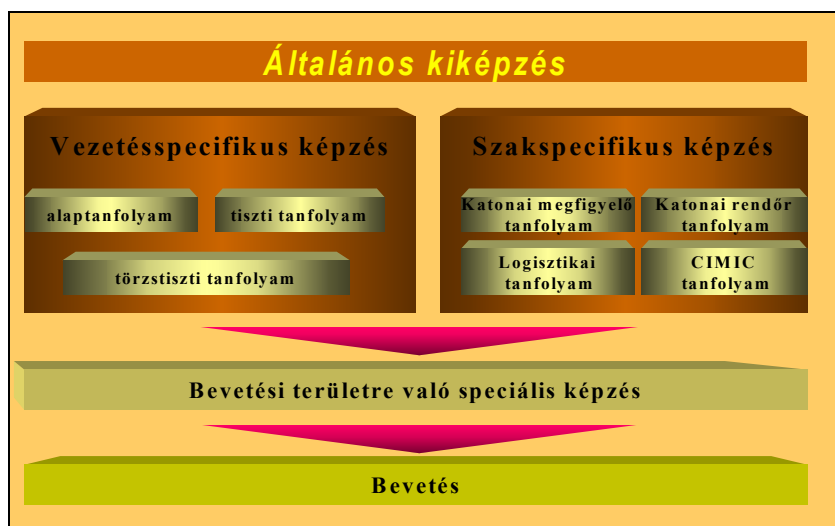 Általános kiképzés
Vezetésspecifikus képzés
alaptanfolyam
tiszti tanfolyam
törzstiszti tanfolyam
Szakspecifikus képzés
Katonai megfigyelő
tanfolyam
Katonai rendőr
tanfolyam
Logisztikai
tanfolyam
CIMIC
tanfolyam
Bevetési területre való speciális képzés
Bevetés